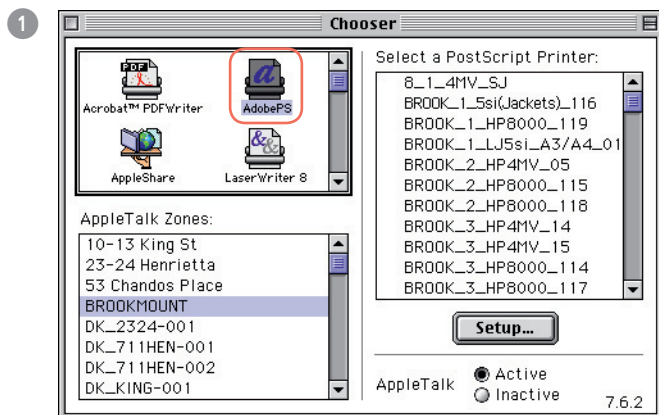 1
Chooser
PDF
a
Acrobat™ PDFWriter
AdobePS
&&&
AppleShare
LaserWriter 8
AppleTalk Zones:
10-13 King St
23-24 Henrietta
53 Chandos Place
BROOKMOUNT
DK_2324-001
DK_711HEN-001
DK_711HEN-002
DK_KING-001
Select a PostScript Printer:
8_1_4MV_SJ
BROOK_1_5si(Jackets)_116
BROOK_1_HP8000_119
BROOK_1_LJ5si_A3/A4_01
BROOK_2_HP4MV_05
BROOK_2_HP8000_115
BROOK_2_HP8000_118
BROOK_3_HP4MV_14
BROOK_3_HP4MV_15
BROOK_3_HP8000_114
BROOK_3_HP8000_117
Setup...
AppleTalk
Active
Inactive
7.6.2